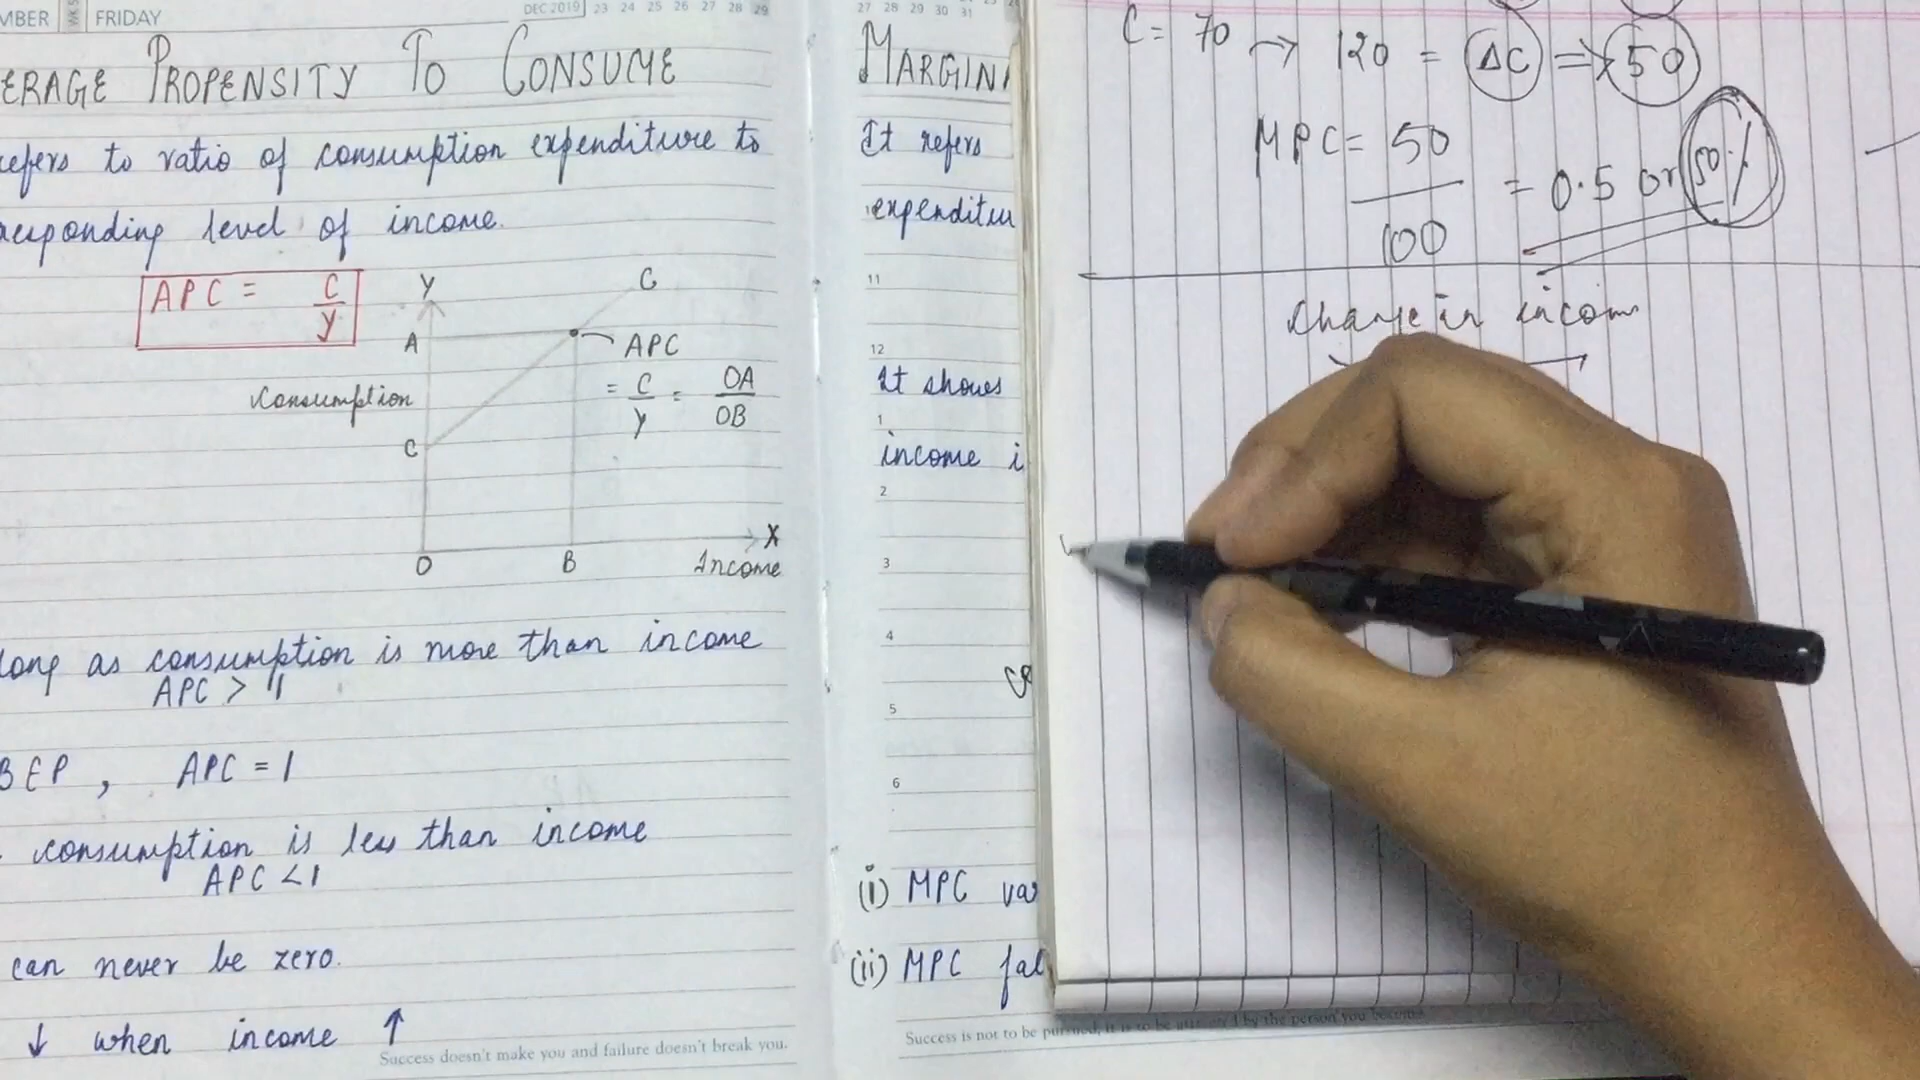 MBER FRIDAY
DEC 2019 23 24 25 26 27 28 29
ERAGE PROPENSITY TO CONSUME
refers to ratio of consumption expenditure to
responding level of income.
APC = C/Y
Y
C
A
APC
= C/Y = OA/OB
Consumption
C
X
O B Income
long as consumption is more than income
APC > 1
BEP, APC = 1
consumption is less than income
APC < 1
can never be zero.
↓ when income ↑
Success doesn't make you and failure doesn't break you.
27 28 29 30 31
MARGIN
It refers
expenditu
11
12
It shows
1
income i
2
3
4
5
6
(i) MPC va
(ii) MPC fal
Success is not to be pursued, it is to be attracted by the person you become.
C = 70 → 120 = ΔC ⇒ 50
MPC = 50/100 = 0.5 or 50%
Change in incom